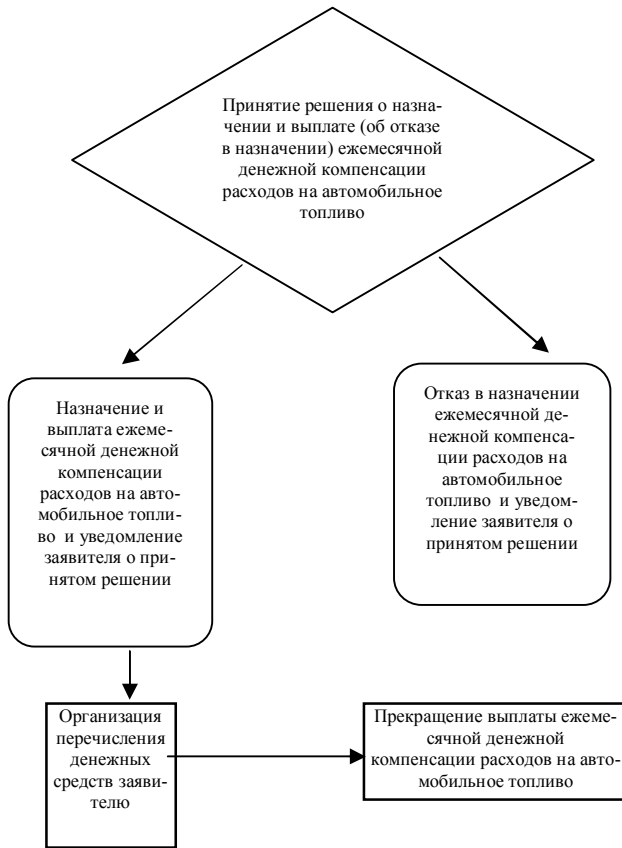 Принятие решения о назна-
чении и выплате (об отказе
в назначении) ежемесячной
денежной компенсации
расходов на автомобильное
топливо
Назначение и
выплата ежеме-
сячной денежной
компенсации
расходов на авто-
мобильное топли-
во и уведомление
заявителя о при-
нятом решении
Отказ в назначении
ежемесячной де-
нежной компенса-
ции расходов на
автомобильное
топливо и уведом-
ление заявителя о
принятом решении
Организация
перечисления
денежных
средств заяви-
телю
Прекращение выплаты ежеме-
сячной денежной
компенсации расходов на авто-
мобильное топливо